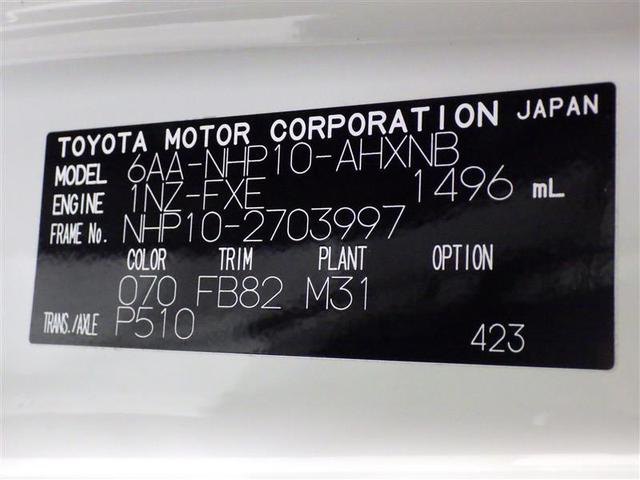 TOYOTA MOTOR CORPORATION JAPAN
MODEL 6AA-NHP10-AHXNB
ENGINE 1NZ-FXE 1496 mL
FRAME No. NHP10-2703997
COLOR TRIM PLANT OPTION
070 FB82 M31
TRANS./AXLE P510
423